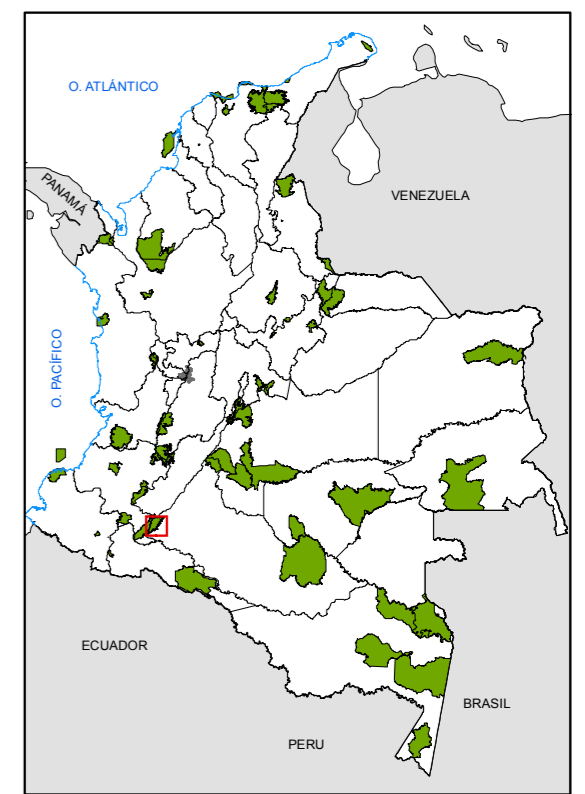 O. ATLÁNTICO
PANAMÁ
VENEZUELA
O. PACÍFICO
ECUADOR
BRASIL
PERU